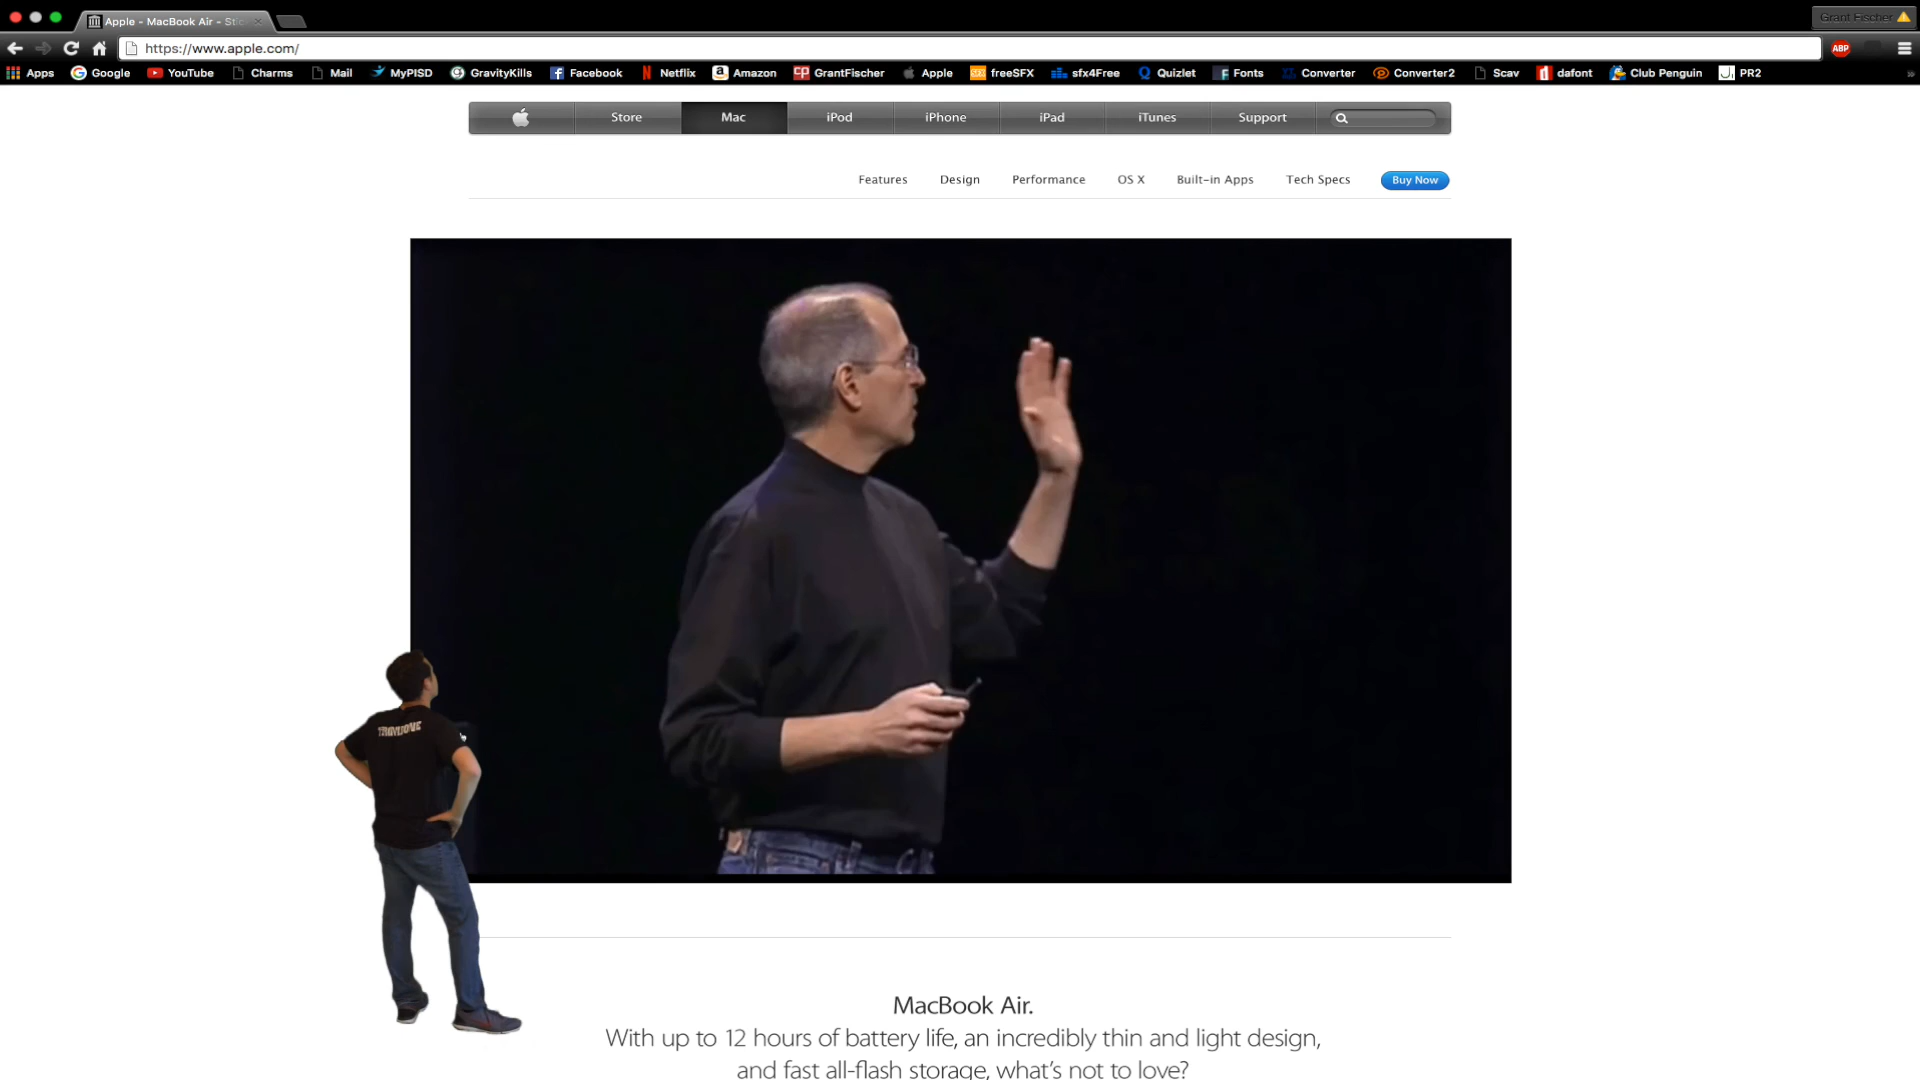 Apple - MacBook Air - Stic
Grant Fischer
https://www.apple.com/
ABP
Apps Google YouTube Charms Mail MyPISD GravityKills Facebook Netflix Amazon GrantFischer Apple freeSFX sfx4Free Quizlet Fonts Converter Converter2 Scav dafont Club Penguin PR2
Store Mac iPod iPhone iPad iTunes Support
Features Design Performance OS X Built-in Apps Tech Specs Buy Now
MacBook Air.
With up to 12 hours of battery life, an incredibly thin and light design,
and fast all-flash storage, what's not to love?